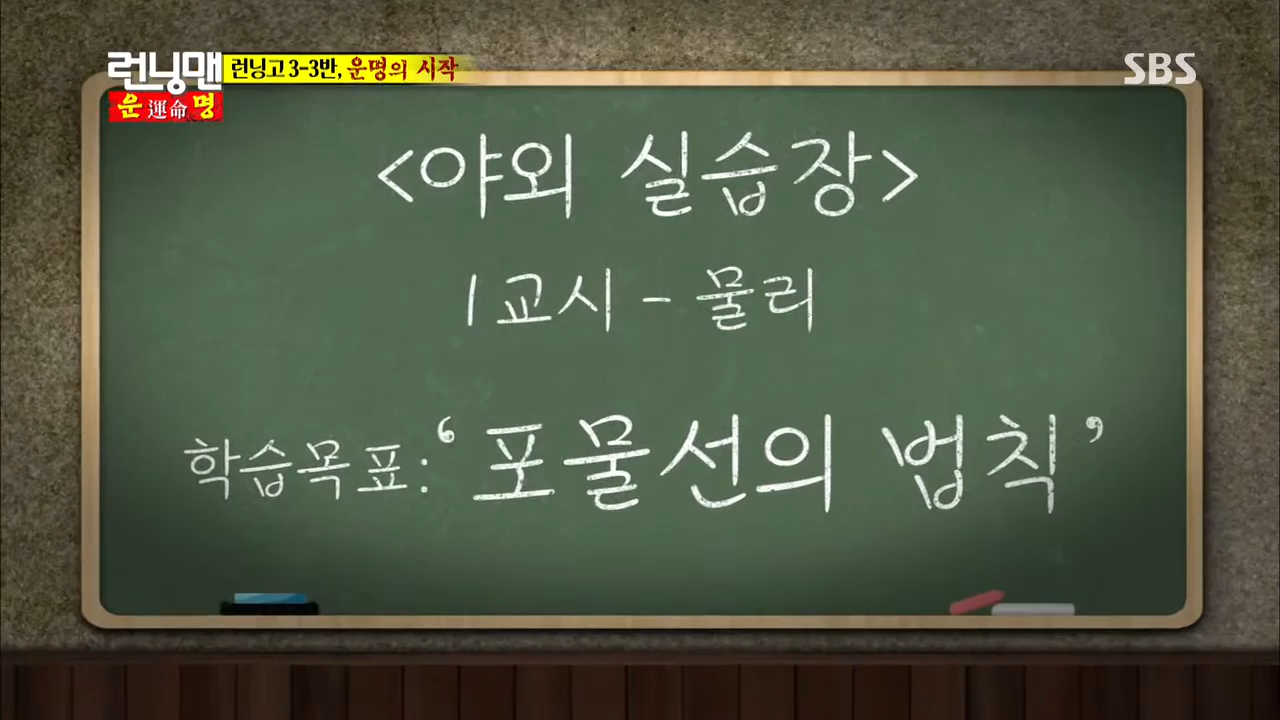 런닝맨 런닝고 3-3반, 운명의 시작
운 運命 명
SBS
<야외 실습장>
1교시 - 물리
학습목표: ‘포물선의 법칙’